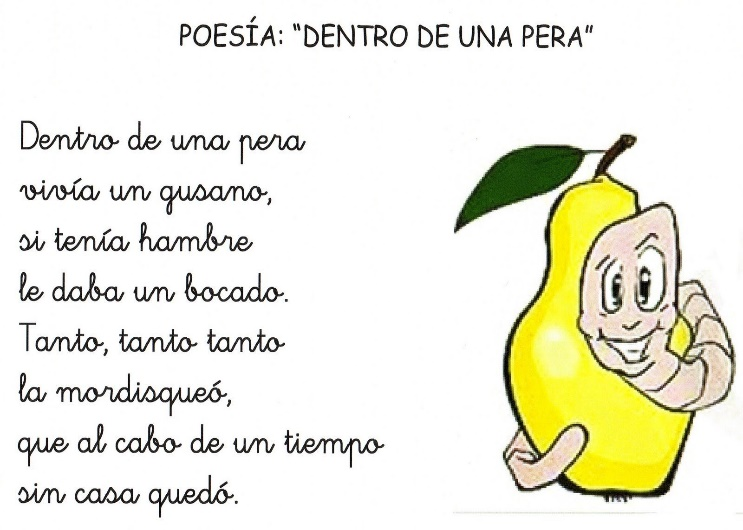 POESÍA: "DENTRO DE UNA PERA"
Dentro de una pera
vivía un gusano,
si tenía hambre
le daba un bocado.
Tanto, tanto tanto
la mordisqueó,
que al cabo de un tiempo
sin casa quedó.